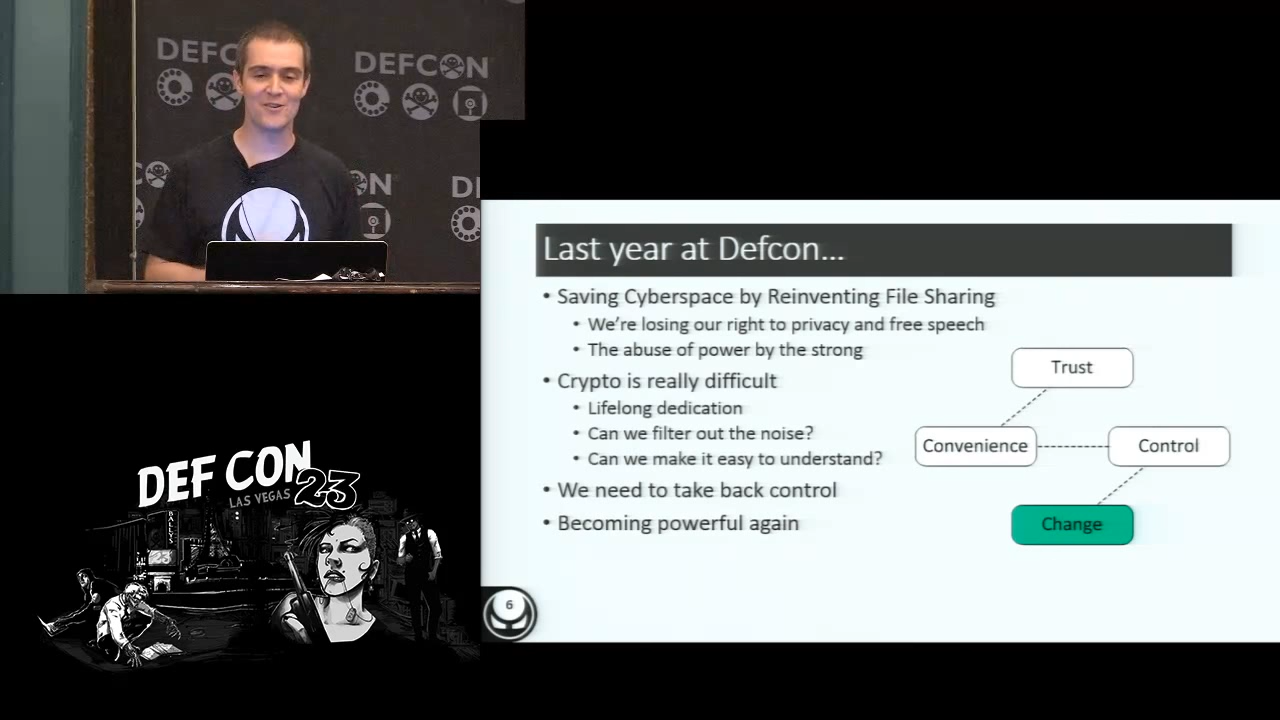 DEFCON
DEFCON
Last year at Defcon...
• Saving Cyberspace by Reinventing File Sharing
• We're losing our right to privacy and free speech
• The abuse of power by the strong
• Crypto is really difficult
• Lifelong dedication
• Can we filter out the noise?
• Can we make it easy to understand?
• We need to take back control
• Becoming powerful again
Trust
Convenience
Control
Change
6
DEF CON
LAS VEGAS 23
BALLYS